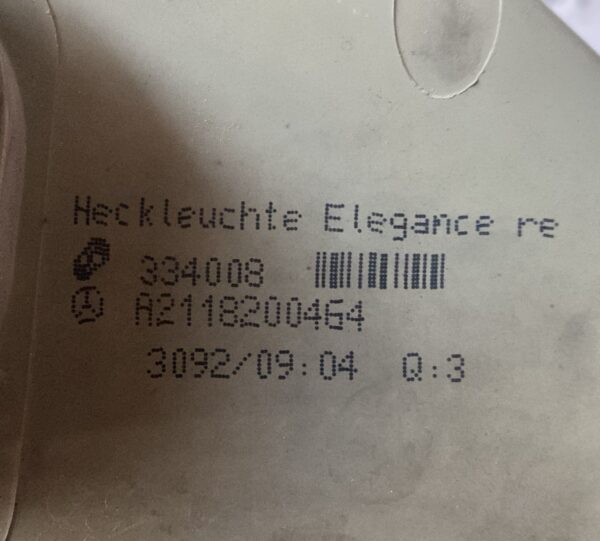 Heckleuchte Elegance re
334008
A2118200464
3092/09:04 Q:3